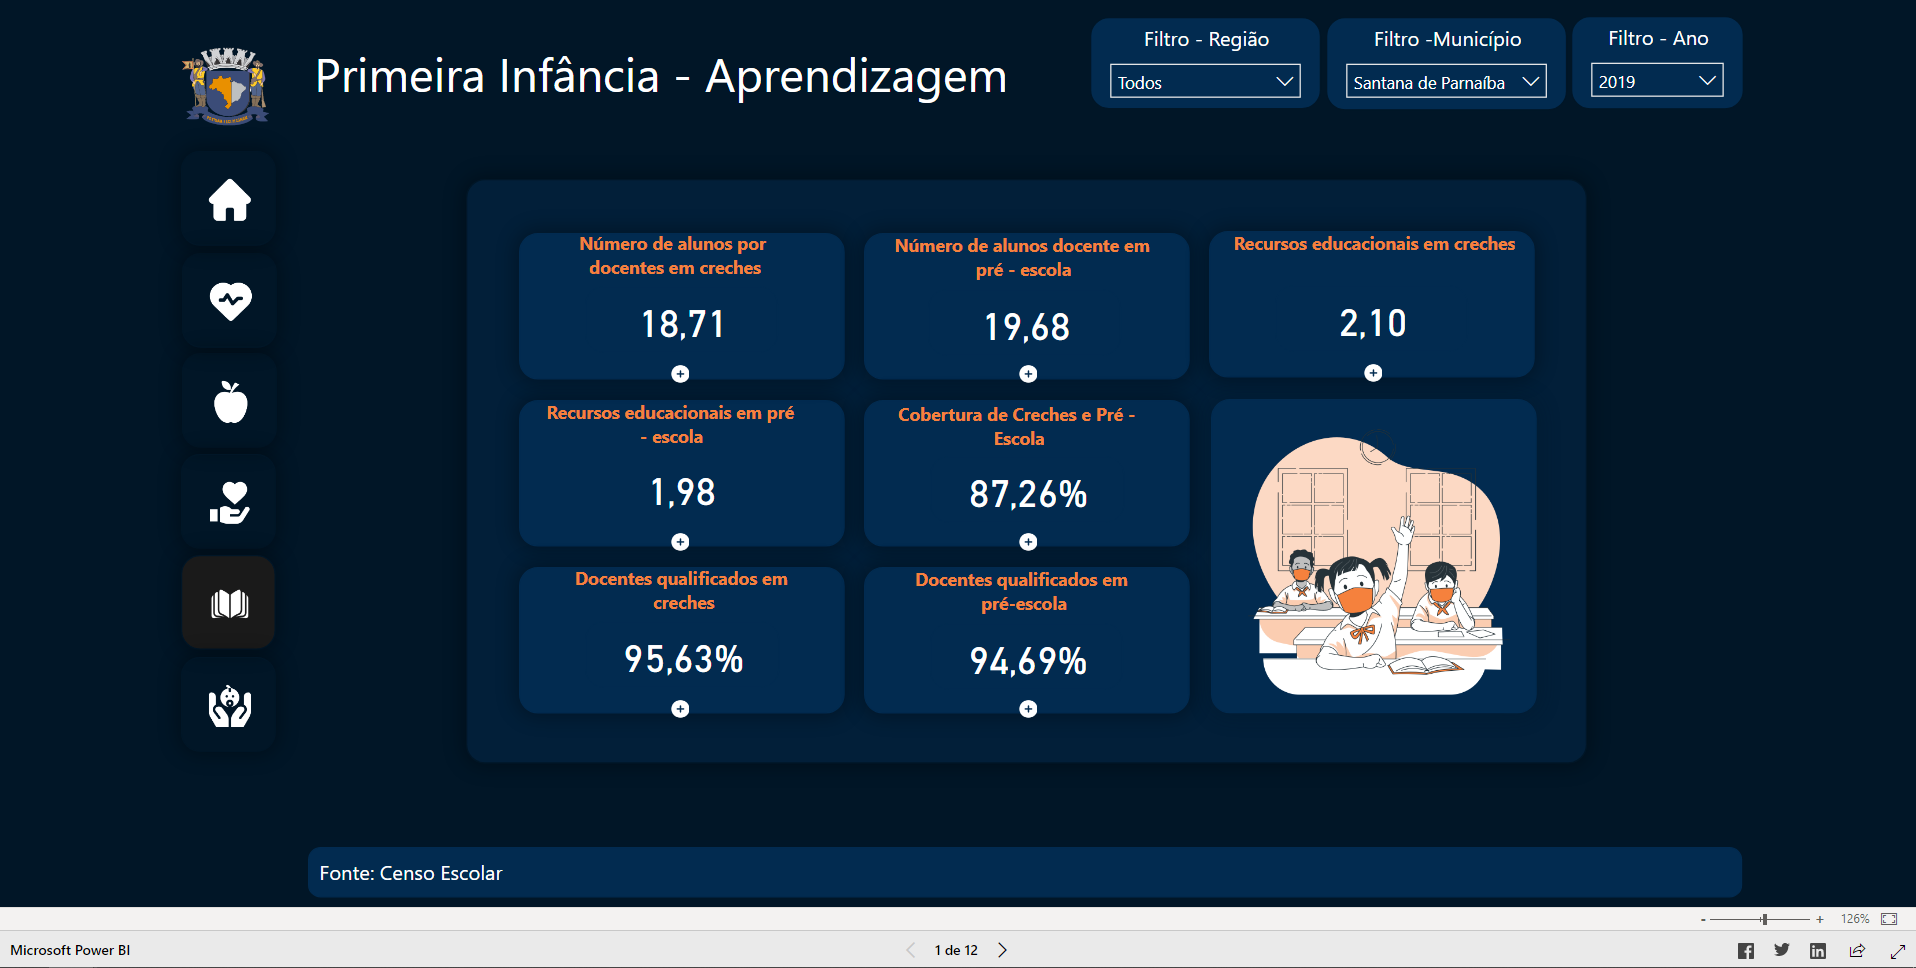 Primeira Infância - Aprendizagem
Filtro - Região
Todos
Filtro -Município
Santana de Parnaíba
Filtro - Ano
2019
Número de alunos por
docentes em creches
18,71
Número de alunos docente em
pré - escola
19,68
Recursos educacionais em creches
2,10
Recursos educacionais em pré
- escola
1,98
Cobertura de Creches e Pré -
Escola
87,26%
Docentes qualificados em
creches
95,63%
Docentes qualificados em
pré-escola
94,69%
Fonte: Censo Escolar
- + 126%
Microsoft Power BI
1 de 12